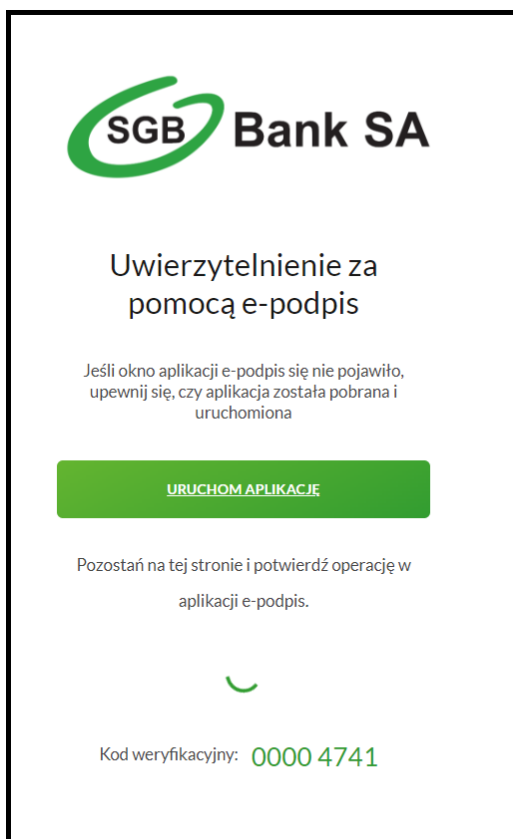 SGB Bank SA
Uwierzytelnienie za
pomocą e-podpis
Jeśli okno aplikacji e-podpis się nie pojawiło,
upewnij się, czy aplikacja została pobrana i
uruchomiona
URUCHOM APLIKACJĘ
Pozostań na tej stronie i potwierdź operację w
aplikacji e-podpis.
Kod weryfikacyjny: 0000 4741